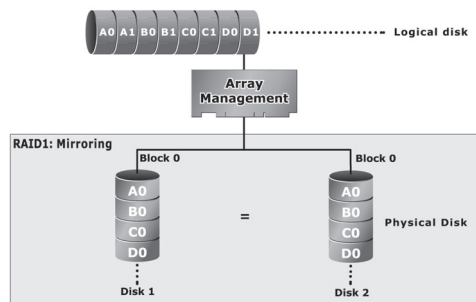 A0 A1 B0 B1 C0 C1 D0 D1
Logical disk
Array
Management
RAID1: Mirroring
Block 0
Block 0
A0
B0
C0
D0
=
A0
B0
C0
D0
Physical Disk
Disk 1
Disk 2